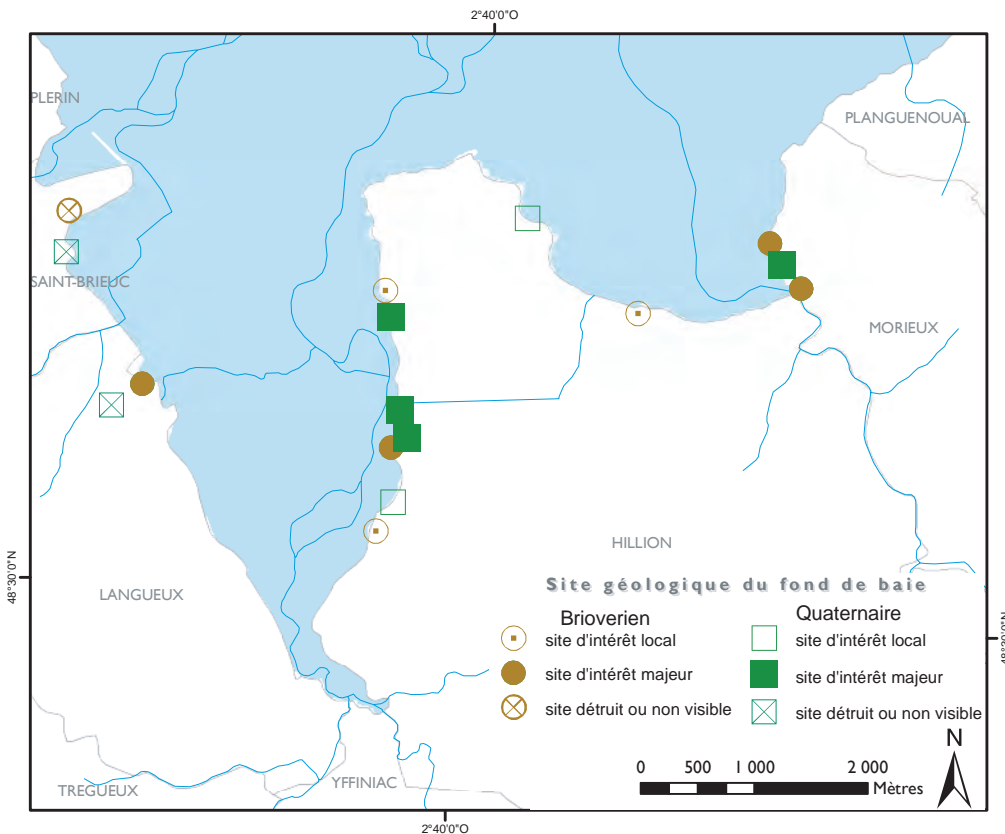 2°40'0"O
PLERIN
PLANGUENOUAL
SAINT-BRIEUC
MORIEUX
HILLION
48°30'0"N
LANGUEUX
Site géologique du fond de baie
Brioverien
site d'intérêt local
site d'intérêt majeur
site détruit ou non visible
Quaternaire
site d'intérêt local
site d'intérêt majeur
site détruit ou non visible
N
0 500 1 000 2 000
Mètres
YFFINIAC
TREGUEUX
2°40'0"O